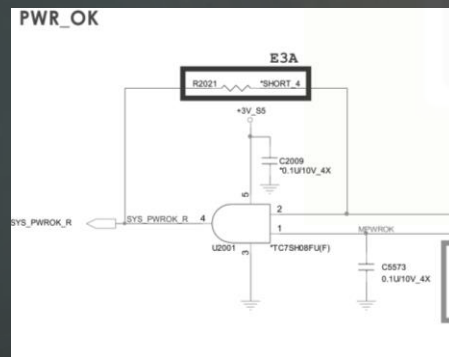 PWR_OK
E3A
R2021 *SHORT_4
+3V_S5
C2009
*0.1U/10V_4X
5
2
SYS_PWROK_R
SYS_PWROK_R 4
1 MPWROK
U2001
*TC7SH08FU(F)
3
C5573
0.1U/10V_4X